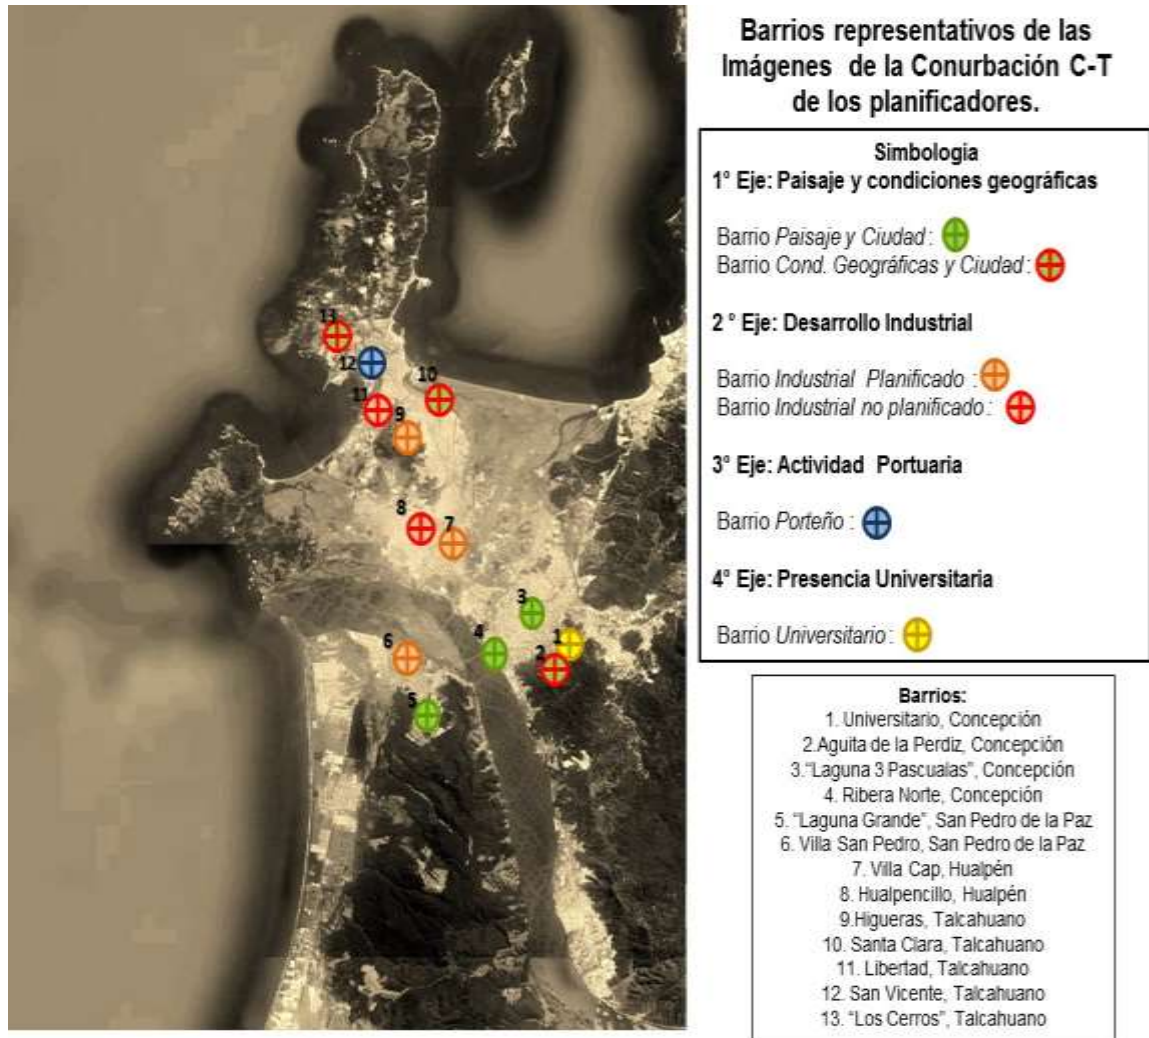 Barrios representativos de las
Imágenes de la Conurbación C-T
de los planificadores.
Simbologia
1° Eje: Paisaje y condiciones geográficas
Barrio Paisaje y Ciudad :
Barrio Cond. Geográficas y Ciudad :
2 ° Eje: Desarrollo Industrial
Barrio Industrial Planificado :
Barrio Industrial no planificado :
3° Eje: Actividad Portuaria
Barrio Porteño :
4° Eje: Presencia Universitaria
Barrio Universitario :
Barrios:
1. Universitario, Concepción
2.Aguita de la Perdiz, Concepción
3."Laguna 3 Pascualas", Concepción
4. Ribera Norte, Concepción
5. "Laguna Grande", San Pedro de la Paz
6. Villa San Pedro, San Pedro de la Paz
7. Villa Cap, Hualpén
8. Hualpencillo, Hualpén
9.Higueras, Talcahuano
10. Santa Clara, Talcahuano
11. Libertad, Talcahuano
12. San Vicente, Talcahuano
13. "Los Cerros", Talcahuano
13
12
10
11
9
8
7
3
4
1
2
6
5